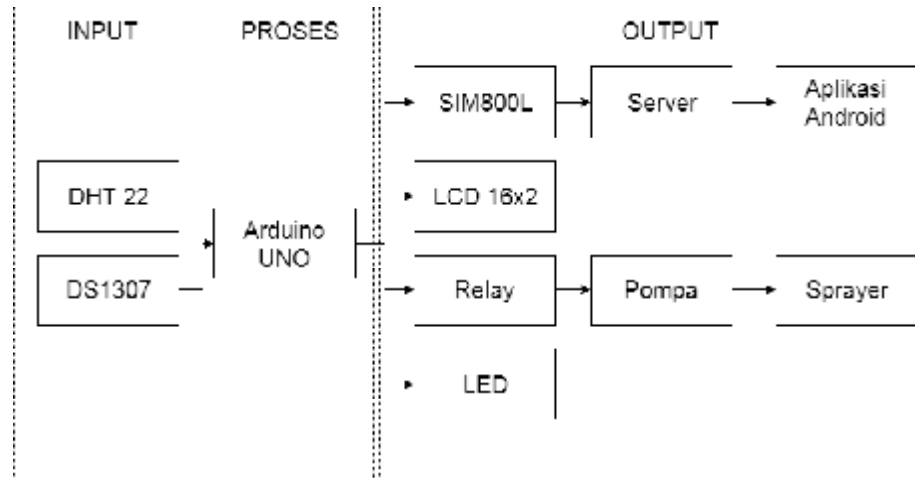 INPUT
PROSES
OUTPUT
SIM800L
Server
Aplikasi
Android
DHT 22
LCD 16x2
Arduino
UNO
DS1307
Relay
Pompa
Sprayer
LED